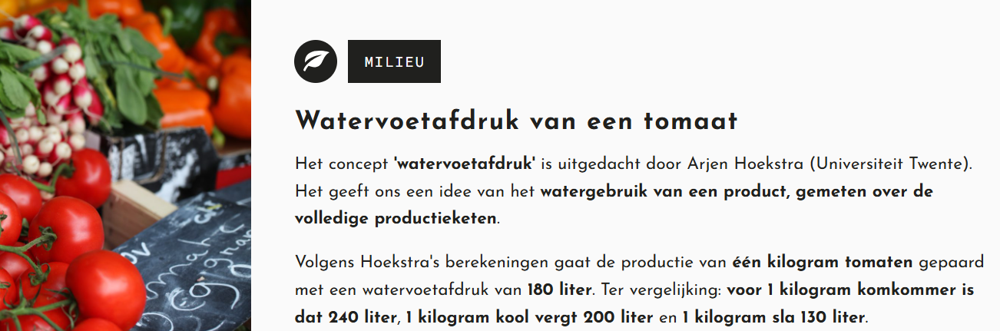 MILIEU
Watervoetafdruk van een tomaat
Het concept 'watervoetafdruk' is uitgedacht door Arjen Hoekstra (Universiteit Twente).
Het geeft ons een idee van het watergebruik van een product, gemeten over de
volledige productieketen.
Volgens Hoekstra's berekeningen gaat de productie van één kilogram tomaten gepaard
met een watervoetafdruk van 180 liter. Ter vergelijking: voor 1 kilogram komkommer is
dat 240 liter, 1 kilogram kool vergt 200 liter en 1 kilogram sla 130 liter.